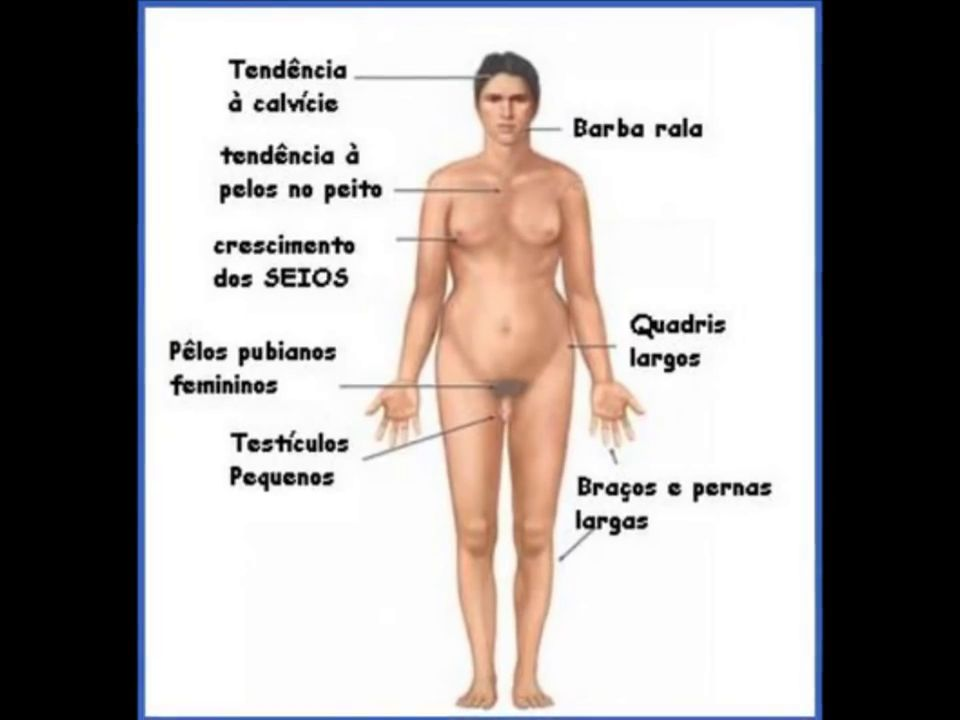 Tendência
à calvície
Barba rala
tendência à
pelos no peito
crescimento
dos SEIOS
Quadris
largos
Pêlos pubianos
femininos
Testículos
Pequenos
Braços e pernas
largas